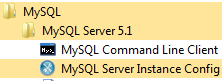 MySQL
MySQL Server 5.1
MySQL Command Line Client
MySQL Server Instance Config